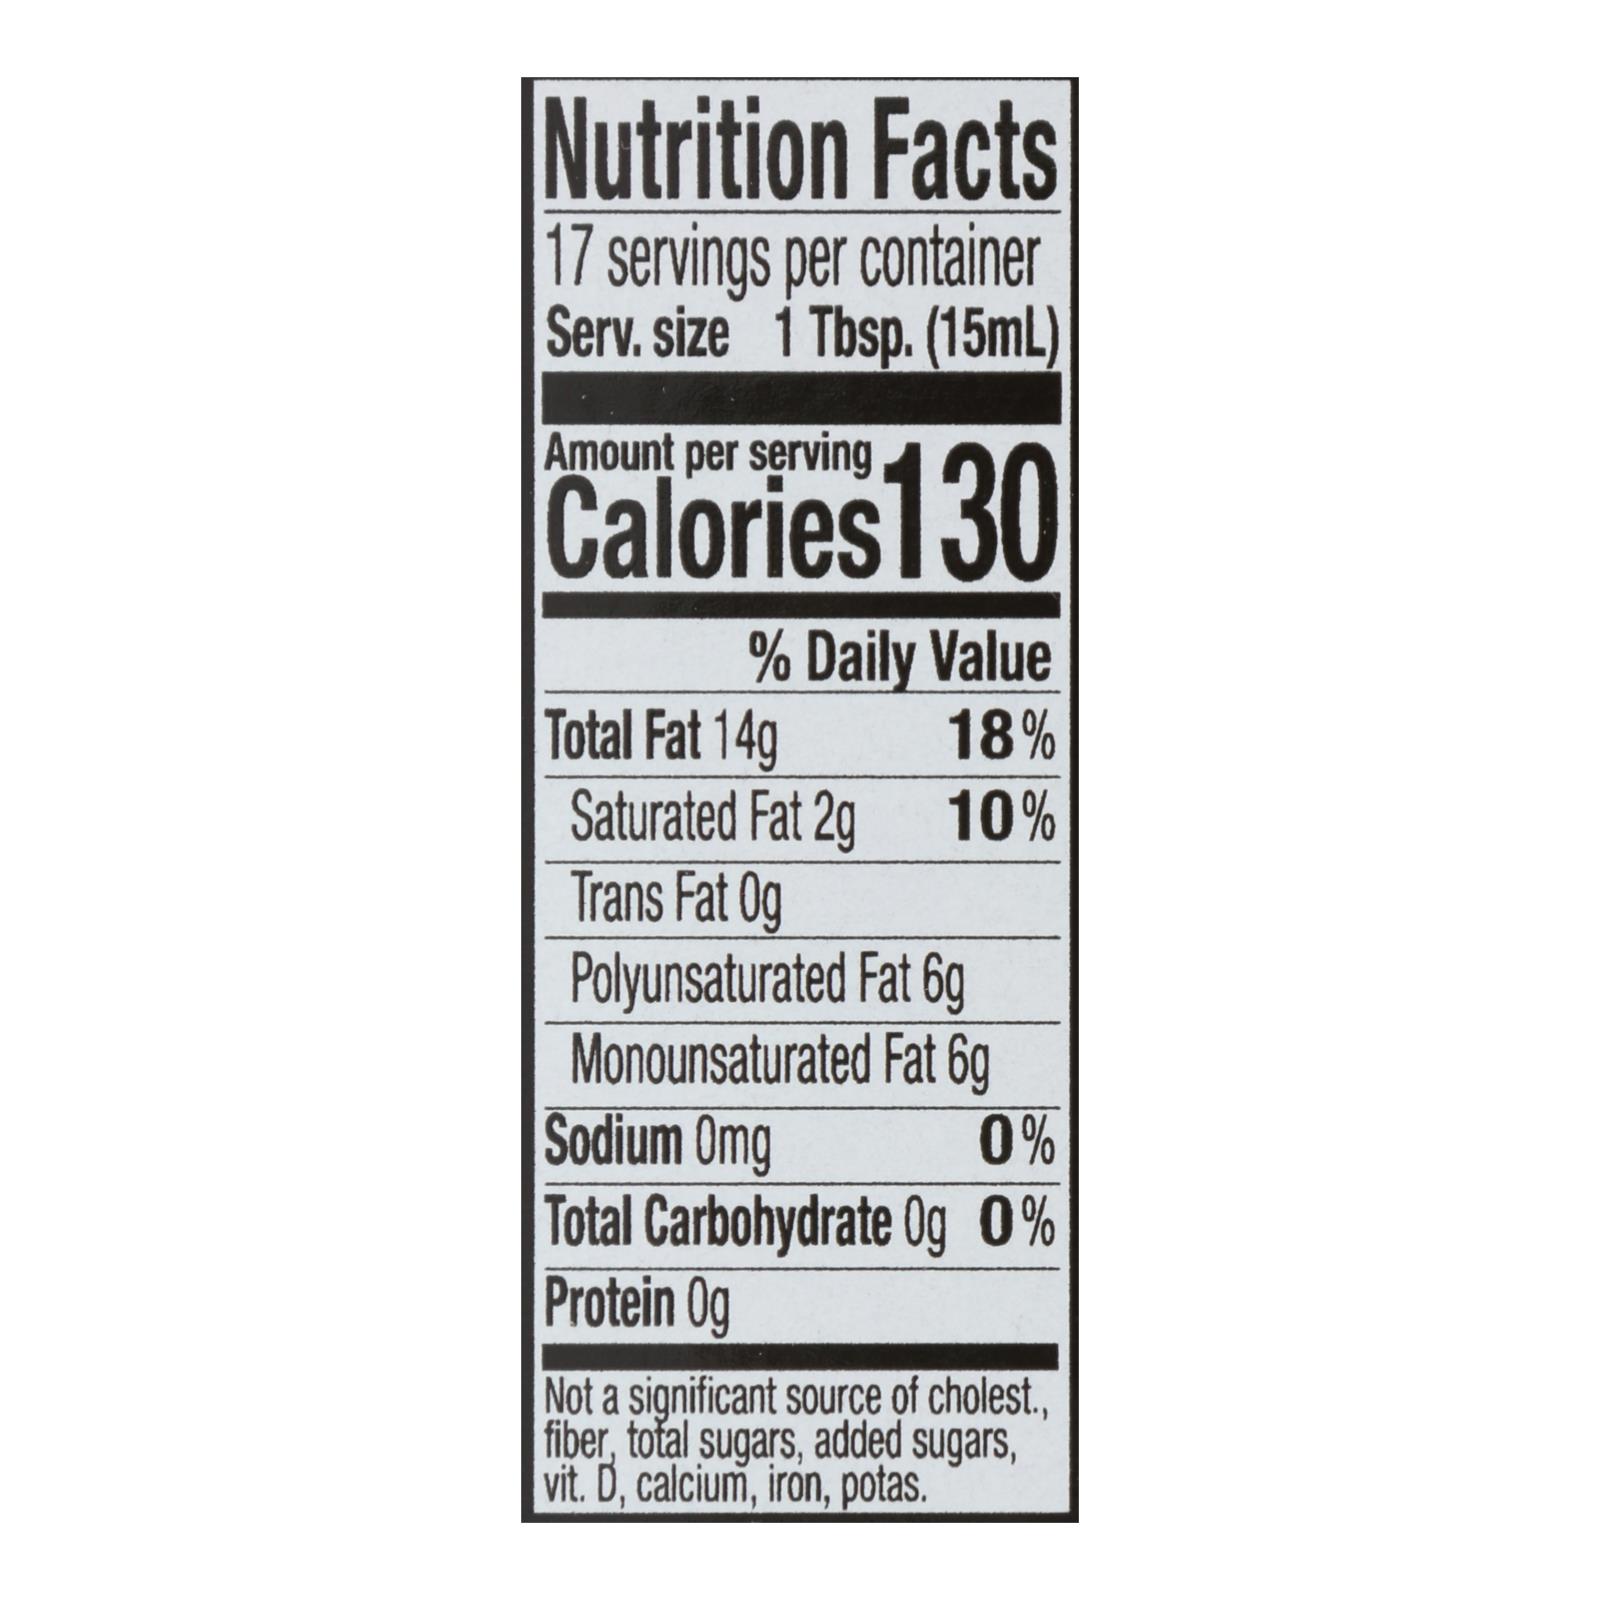 Nutrition Facts
17 servings per container
Serv. size 1 Tbsp. (15mL)
Amount per serving
Calories 130
% Daily Value
Total Fat 14g 18%
Saturated Fat 2g 10%
Trans Fat 0g
Polyunsaturated Fat 6g
Monounsaturated Fat 6g
Sodium 0mg 0%
Total Carbohydrate 0g 0%
Protein 0g
Not a significant source of cholest.,
fiber, total sugars, added sugars,
vit. D, calcium, iron, potas.